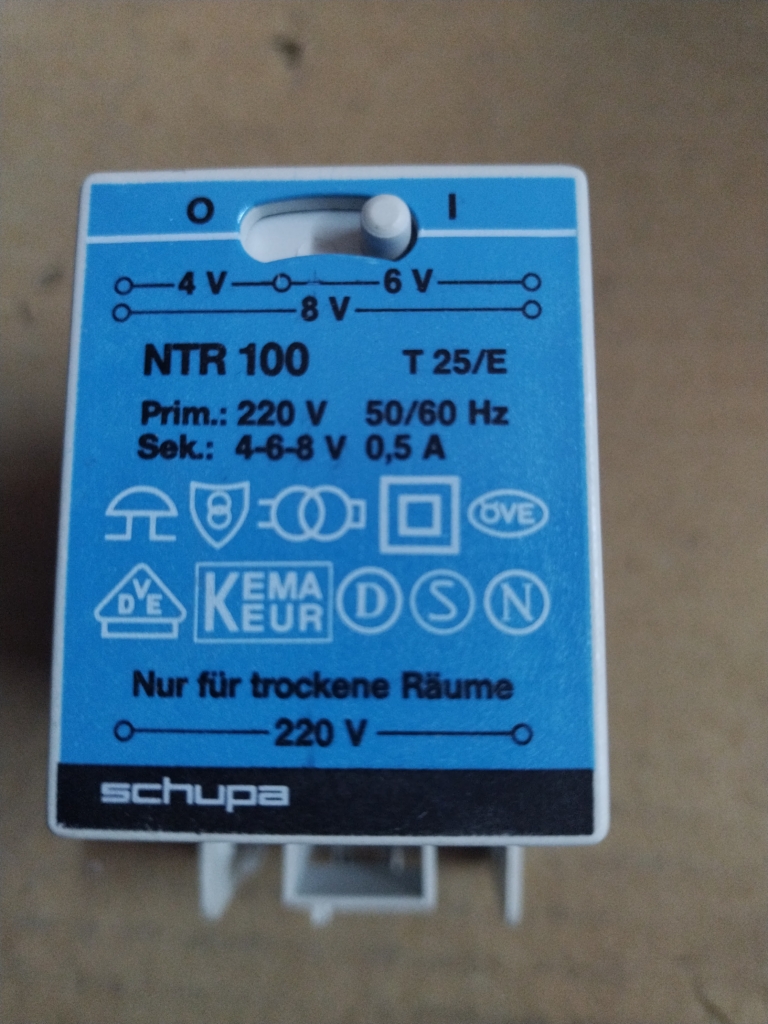 O I
4 V 6 V
8 V
NTR 100 T 25/E
Prim.: 220 V 50/60 Hz
Sek.: 4-6-8 V 0,5 A
8 ÖVE
DVE KEMA KEUR D S N
Nur für trockene Räume
220 V
schupa